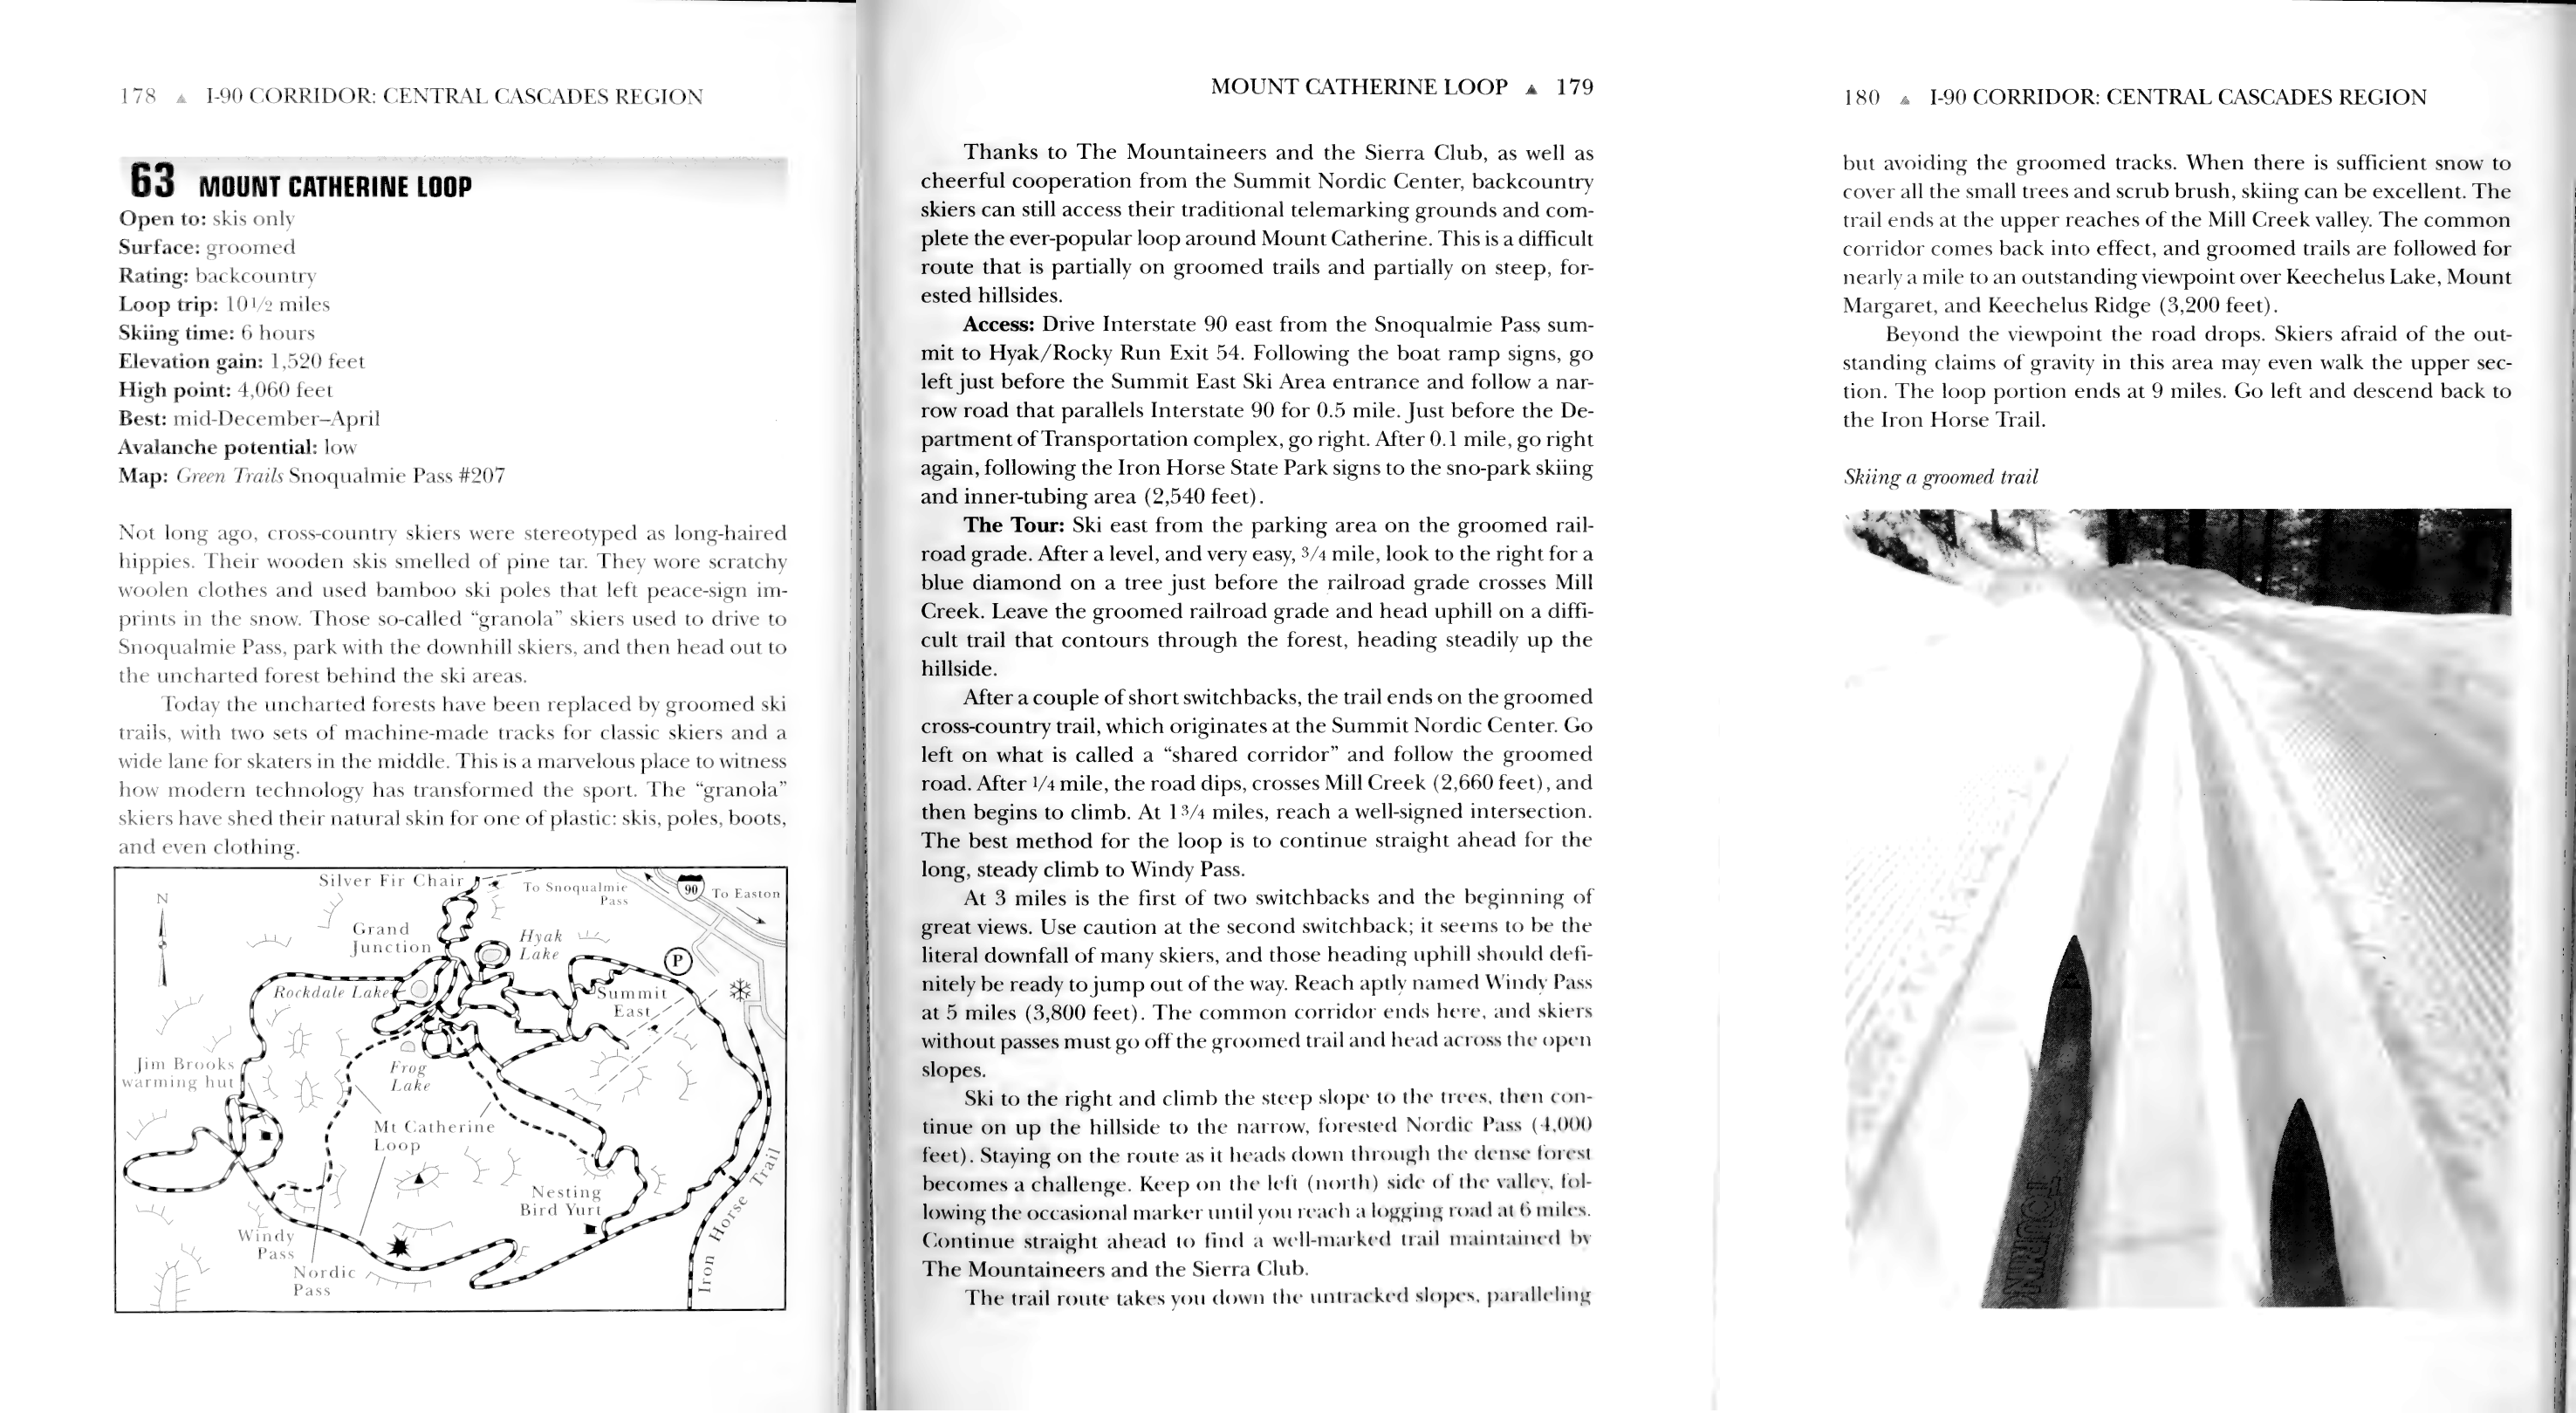 178 ▲ I-90 CORRIDOR: CENTRAL CASCADES REGION
63 MOUNT CATHERINE LOOP
Open to: skis only
Surface: groomed
Rating: backcountry
Loop trip: 10 1/2 miles
Skiing time: 6 hours
Elevation gain: 1,520 feet
High point: 4,060 feet
Best: mid-December–April
Avalanche potential: low
Map: Green Trails Snoqualmie Pass #207
Not long ago, cross-country skiers were stereotyped as long-haired
hippies. Their wooden skis smelled of pine tar. They wore scratchy
woolen clothes and used bamboo ski poles that left peace-sign im-
prints in the snow. Those so-called “granola” skiers used to drive to
Snoqualmie Pass, park with the downhill skiers, and then head out to
the uncharted forest behind the ski areas.
Today the uncharted forests have been replaced by groomed ski
trails, with two sets of machine-made tracks for classic skiers and a
wide lane for skaters in the middle. This is a marvelous place to witness
how modern technology has transformed the sport. The “granola”
skiers have shed their natural skin for one of plastic: skis, poles, boots,
and even clothing.
Silver Fir Chair
To Snoqualmie
Pass
90
To Easton
N
Grand
Junction
Hyak
Lake
P
Rockdale Lake
Summit
East
Jim Brooks
warming hut
Frog
Lake
Mt Catherine
Loop
Nesting
Bird Yurt
Windy
Pass
Nordic
Pass
Iron Horse Trail
MOUNT CATHERINE LOOP ▲ 179
Thanks to The Mountaineers and the Sierra Club, as well as
cheerful cooperation from the Summit Nordic Center, backcountry
skiers can still access their traditional telemarking grounds and com-
plete the ever-popular loop around Mount Catherine. This is a difficult
route that is partially on groomed trails and partially on steep, for-
ested hillsides.
Access: Drive Interstate 90 east from the Snoqualmie Pass sum-
mit to Hyak/Rocky Run Exit 54. Following the boat ramp signs, go
left just before the Summit East Ski Area entrance and follow a nar-
row road that parallels Interstate 90 for 0.5 mile. Just before the De-
partment of Transportation complex, go right. After 0.1 mile, go right
again, following the Iron Horse State Park signs to the sno-park skiing
and inner-tubing area (2,540 feet).
The Tour: Ski east from the parking area on the groomed rail-
road grade. After a level, and very easy, 3/4 mile, look to the right for a
blue diamond on a tree just before the railroad grade crosses Mill
Creek. Leave the groomed railroad grade and head uphill on a diffi-
cult trail that contours through the forest, heading steadily up the
hillside.
After a couple of short switchbacks, the trail ends on the groomed
cross-country trail, which originates at the Summit Nordic Center. Go
left on what is called a “shared corridor” and follow the groomed
road. After 1/4 mile, the road dips, crosses Mill Creek (2,660 feet), and
then begins to climb. At 1 3/4 miles, reach a well-signed intersection.
The best method for the loop is to continue straight ahead for the
long, steady climb to Windy Pass.
At 3 miles is the first of two switchbacks and the beginning of
great views. Use caution at the second switchback; it seems to be the
literal downfall of many skiers, and those heading uphill should defi-
nitely be ready to jump out of the way. Reach aptly named Windy Pass
at 5 miles (3,800 feet). The common corridor ends here, and skiers
without passes must go off the groomed trail and head across the open
slopes.
Ski to the right and climb the steep slope to the trees, then con-
tinue on up the hillside to the narrow, forested Nordic Pass (4,000
feet). Staying on the route as it heads down through the dense forest
becomes a challenge. Keep on the left (north) side of the valley, fol-
lowing the occasional marker until you reach a logging road at 6 miles.
Continue straight ahead to find a well-marked trail maintained by
The Mountaineers and the Sierra Club.
The trail route takes you down the untracked slopes, paralleling
180 ▲ I-90 CORRIDOR: CENTRAL CASCADES REGION
but avoiding the groomed tracks. When there is sufficient snow to
cover all the small trees and scrub brush, skiing can be excellent. The
trail ends at the upper reaches of the Mill Creek valley. The common
corridor comes back into effect, and groomed trails are followed for
nearly a mile to an outstanding viewpoint over Keechelus Lake, Mount
Margaret, and Keechelus Ridge (3,200 feet).
Beyond the viewpoint the road drops. Skiers afraid of the out-
standing claims of gravity in this area may even walk the upper sec-
tion. The loop portion ends at 9 miles. Go left and descend back to
the Iron Horse Trail.
Skiing a groomed trail